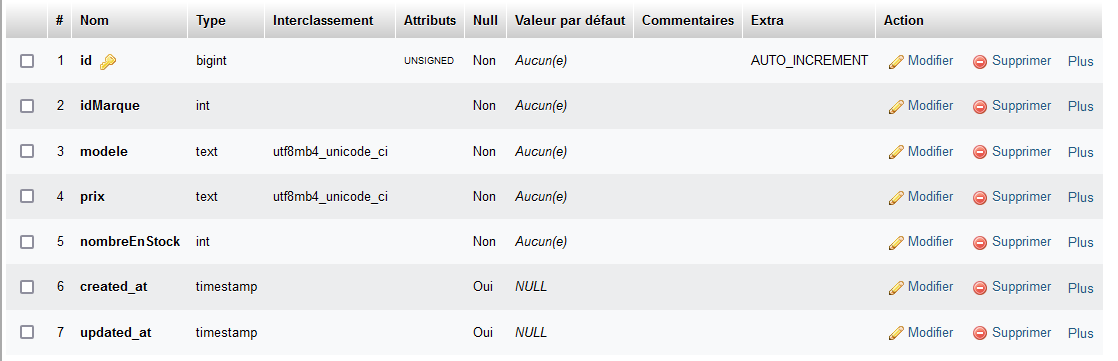 # Nom Type Interclassement Attributs Null Valeur par défaut Commentaires Extra Action
1 id bigint UNSIGNED Non Aucun(e) AUTO_INCREMENT Modifier Supprimer Plus
2 idMarque int Non Aucun(e) Modifier Supprimer Plus
3 modele text utf8mb4_unicode_ci Non Aucun(e) Modifier Supprimer Plus
4 prix text utf8mb4_unicode_ci Non Aucun(e) Modifier Supprimer Plus
5 nombreEnStock int Non Aucun(e) Modifier Supprimer Plus
6 created_at timestamp Oui NULL Modifier Supprimer Plus
7 updated_at timestamp Oui NULL Modifier Supprimer Plus